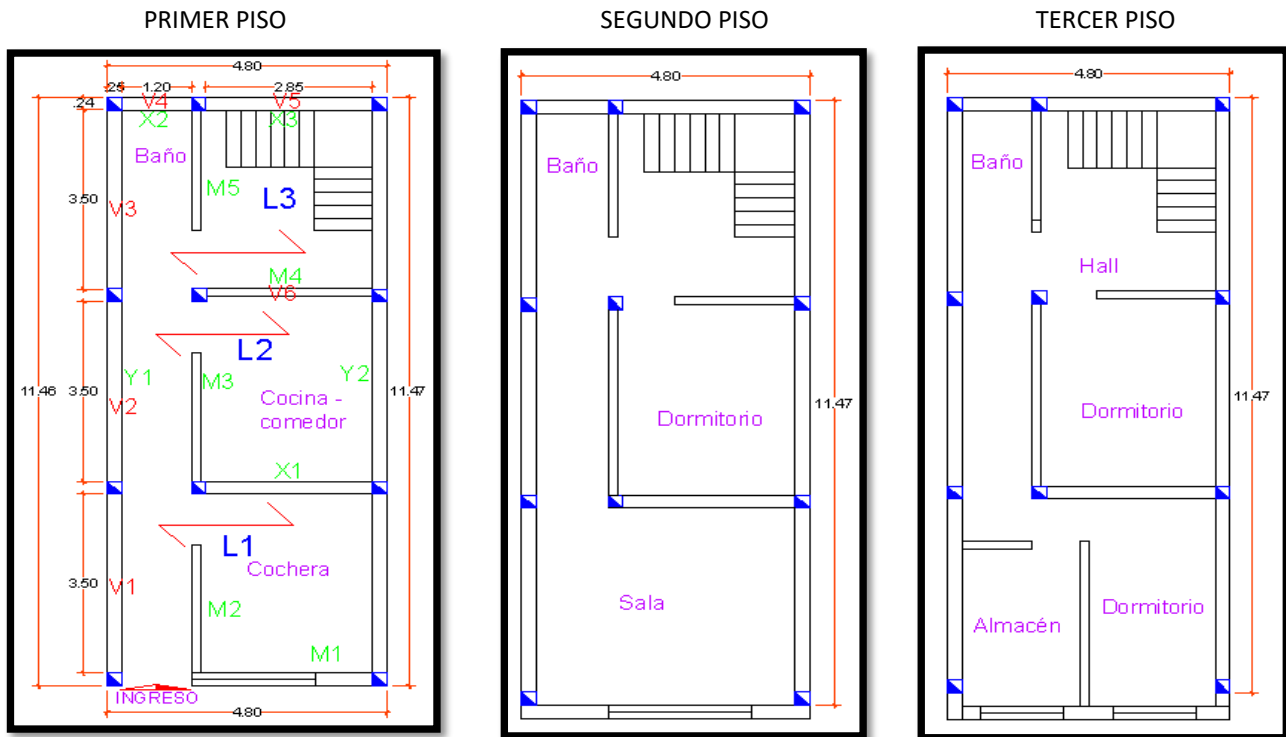 PRIMER PISO
4.80
.25 1.20 2.85
.24 V4 V5
X2 X3
Baño
M5
L3
3.50
V3
M4
V6
L2
Y1 M3 Y2
11.46 3.50 11.47
V2
Cocina -
comedor
X1
L1
Cochera
3.50 V1
M2
M1
INGRESO
4.80
SEGUNDO PISO
4.80
Baño
11.47
Dormitorio
Sala
TERCER PISO
4.80
Baño
Hall
11.47
Dormitorio
Almacén
Dormitorio